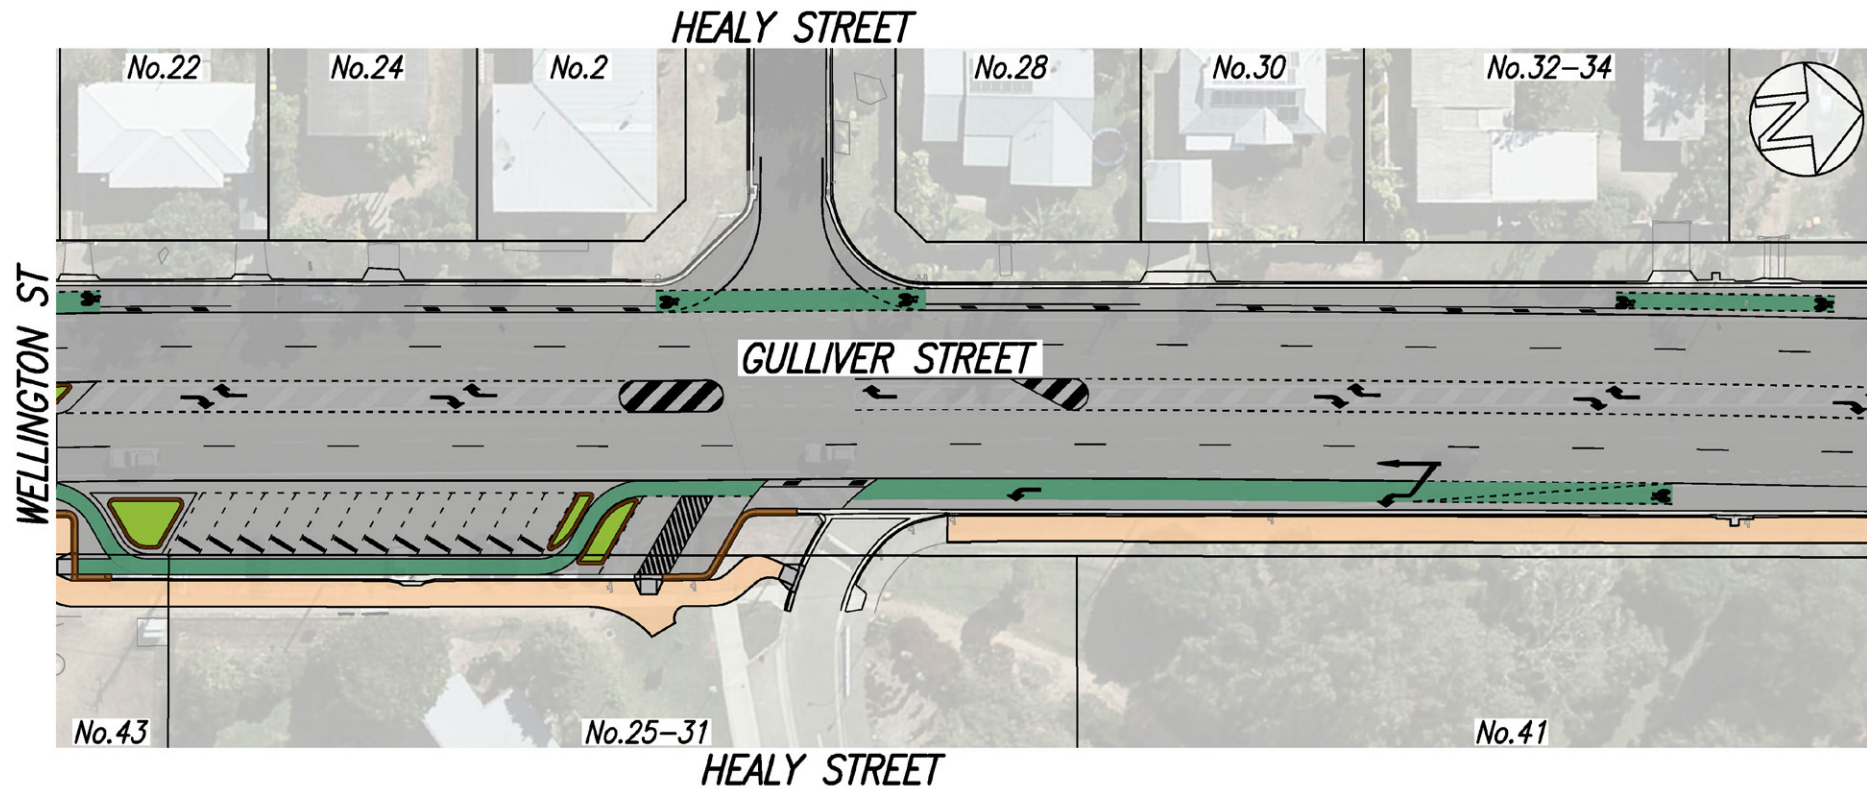 HEALY STREET
No.22
No.24
No.2
No.28
No.30
No.32-34
N
WELLINGTON ST
GULLIVER STREET
No.43
No.25-31
No.41
HEALY STREET